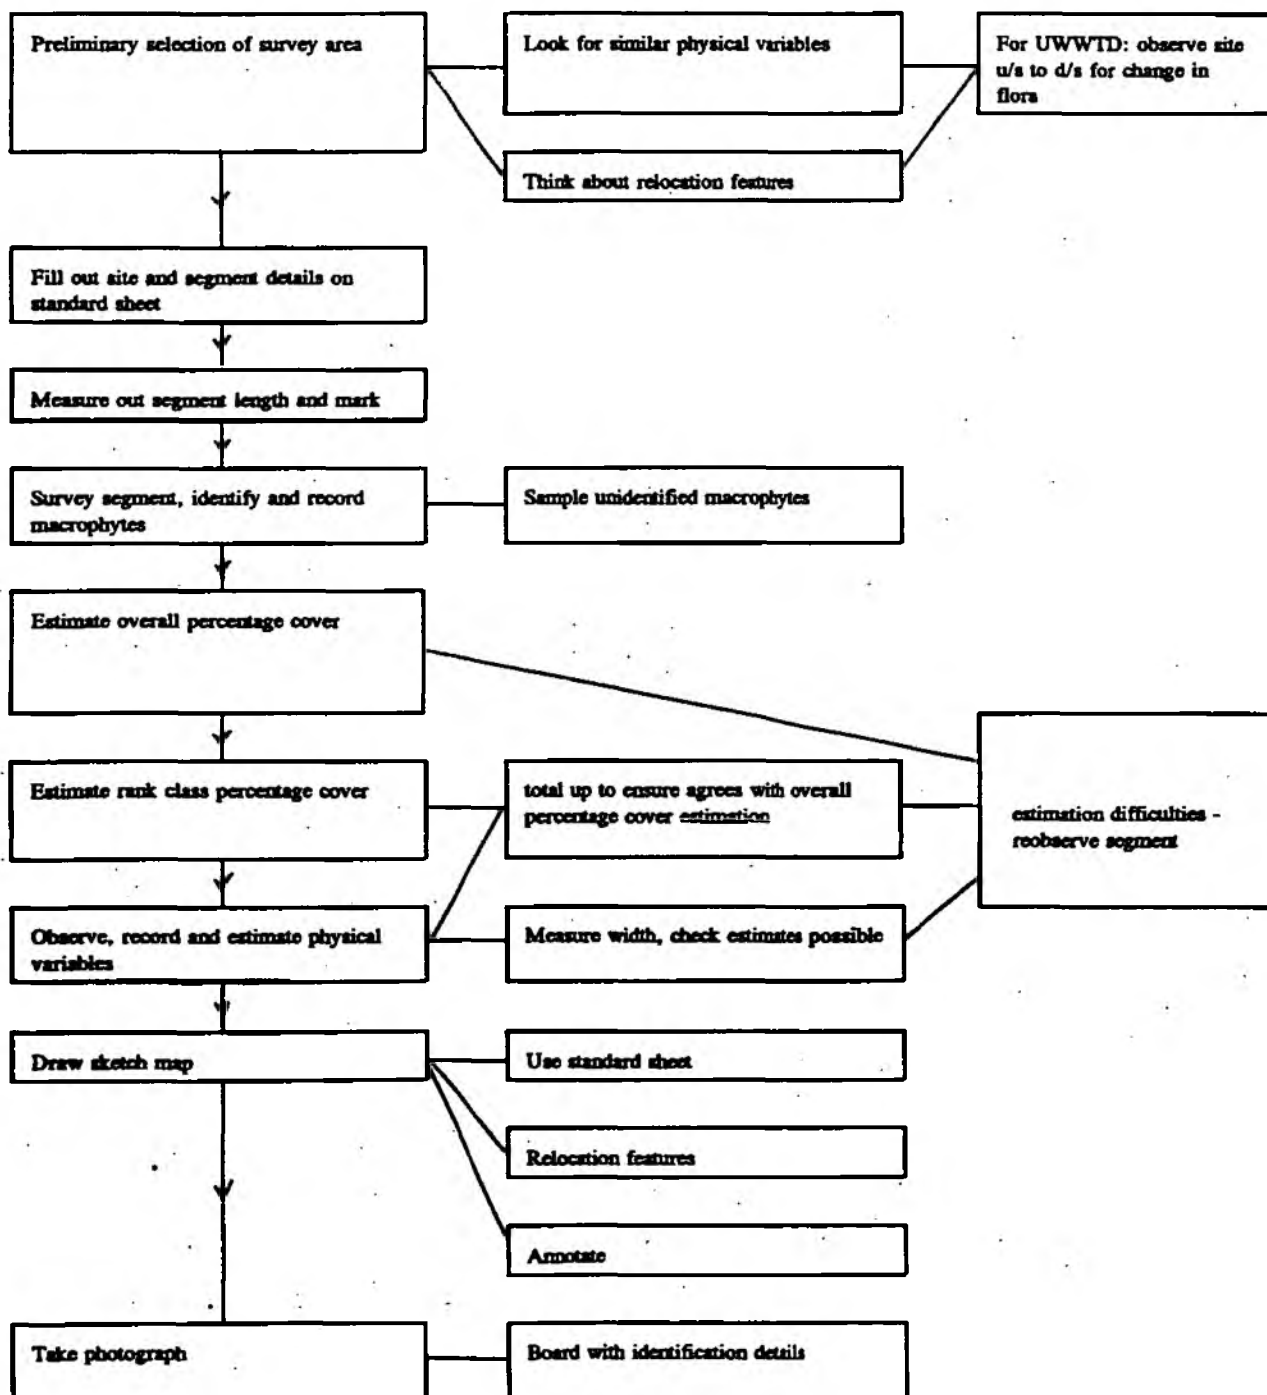 Preliminary selection of survey area
Look for similar physical variables
For UWWTD: observe site
u/s to d/s for change in
flora
Think about relocation features
Fill out site and segment details on
standard sheet
Measure out segment length and mark
Survey segment, identify and record
macrophytes
Sample unidentified macrophytes
Estimate overall percentage cover
Estimate rank class percentage cover
total up to ensure agrees with overall
percentage cover estimation
estimation difficulties -
reobserve segment
Observe, record and estimate physical
variables
Measure width, check estimates possible
Draw sketch map
Use standard sheet
Relocation features
Annotate
Take photograph
Board with identification details